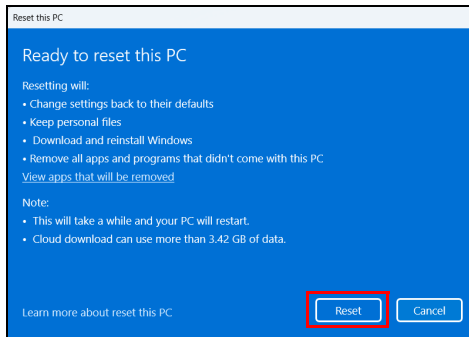 Reset this PC
Ready to reset this PC
Resetting will:
• Change settings back to their defaults
• Keep personal files
• Download and reinstall Windows
• Remove all apps and programs that didn't come with this PC
View apps that will be removed
Note:
• This will take a while and your PC will restart.
• Cloud download can use more than 3.42 GB of data.
Learn more about reset this PC
Reset
Cancel